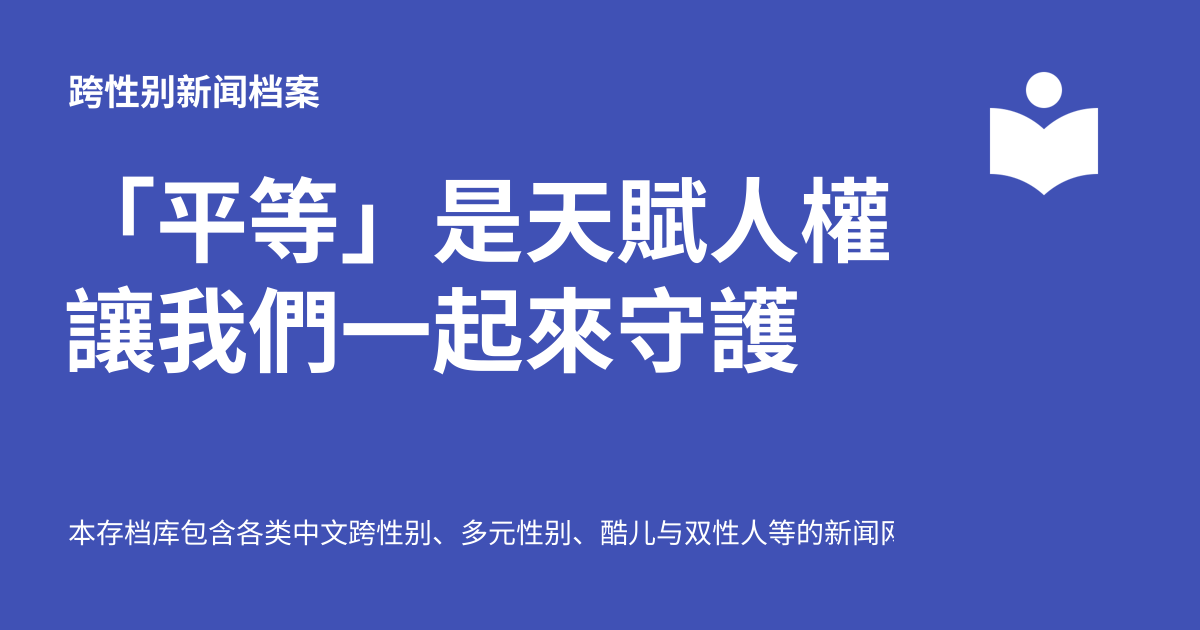 跨性别新闻档案
「平等」是天賦人權
讓我們一起來守護
本存档库包含各类中文跨性别、多元性别、酷儿与双性人等的新闻网